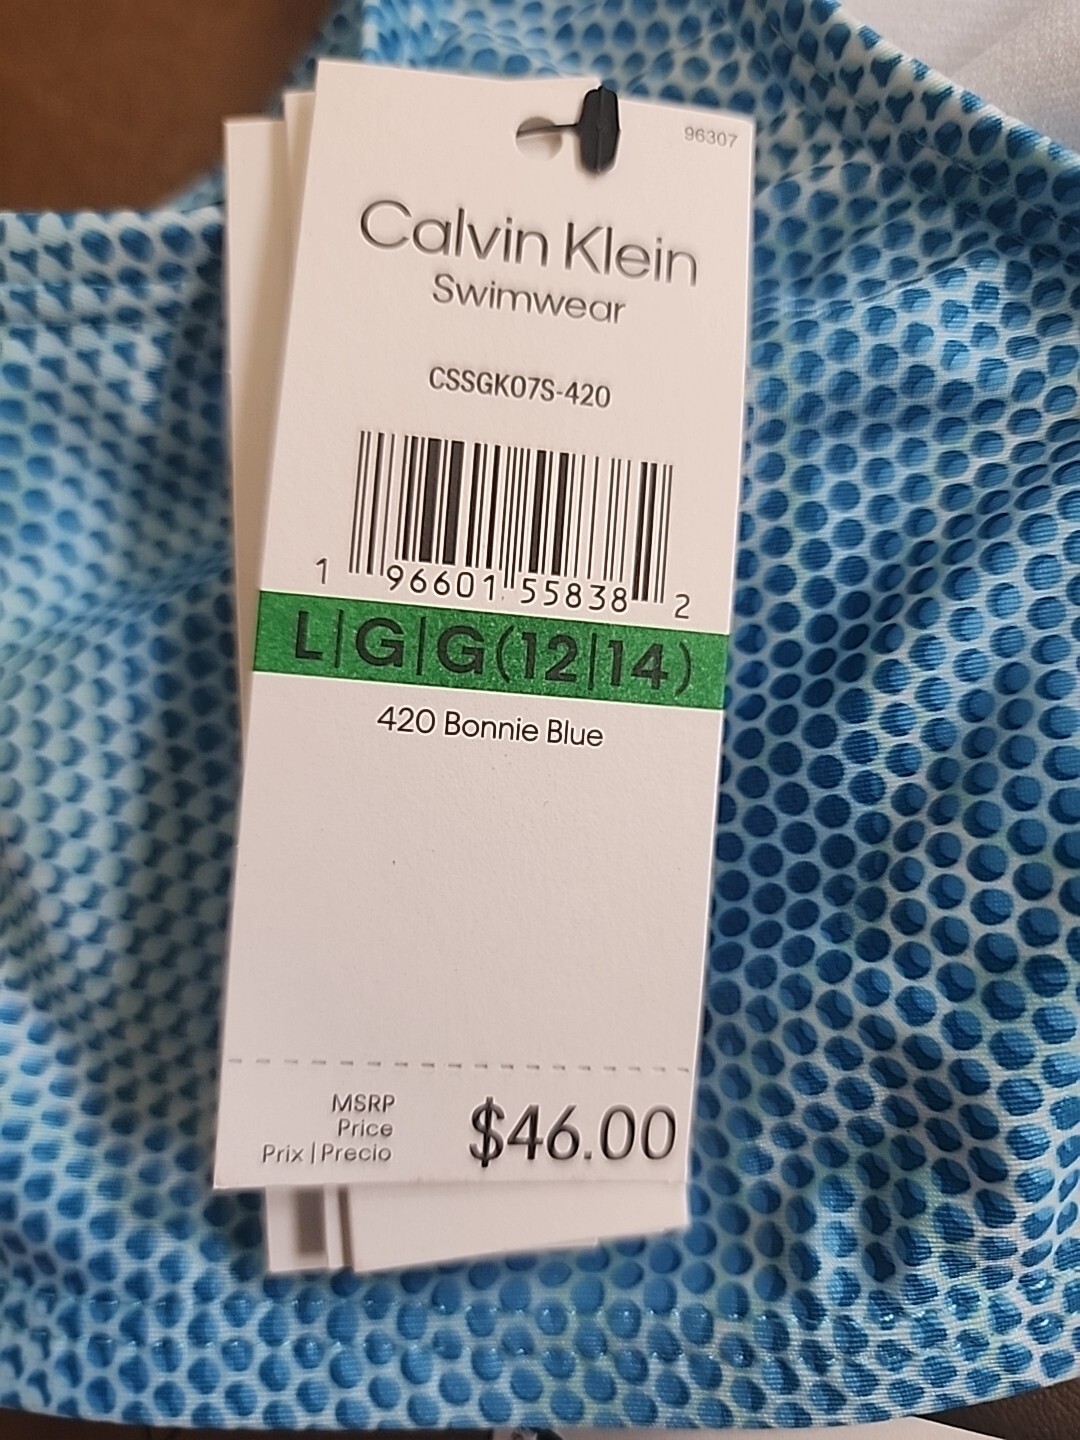 96307
Calvin Klein
Swimwear
CSSGK07S-420
1 96601 55838 2
L|G|G(12|14)
420 Bonnie Blue
MSRP
Price
Prix | Precio
$46.00